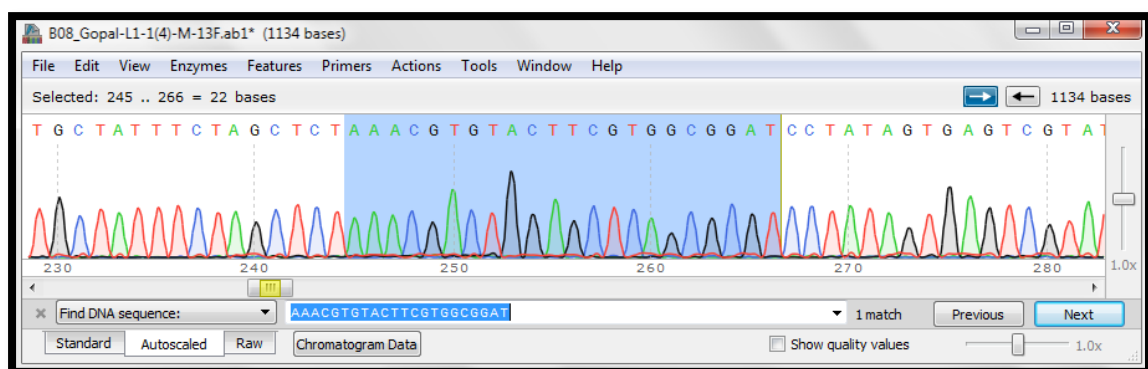 B08_Gopal-L1-1(4)-M-13F.ab1* (1134 bases)
File Edit View Enzymes Features Primers Actions Tools Window Help
Selected: 245 .. 266 = 22 bases 1134 bases
T G C T A T T T C T A G C T C T A A A C G T G T A C T T C G T G G C G G A T C C T A T A G T G A G T C G T A T
230 240 250 260 270 280 1.0x
Find DNA sequence: AAACGTGTACTTCGTGGCGGAT 1 match Previous Next
Standard Autoscaled Raw Chromatogram Data Show quality values 1.0x